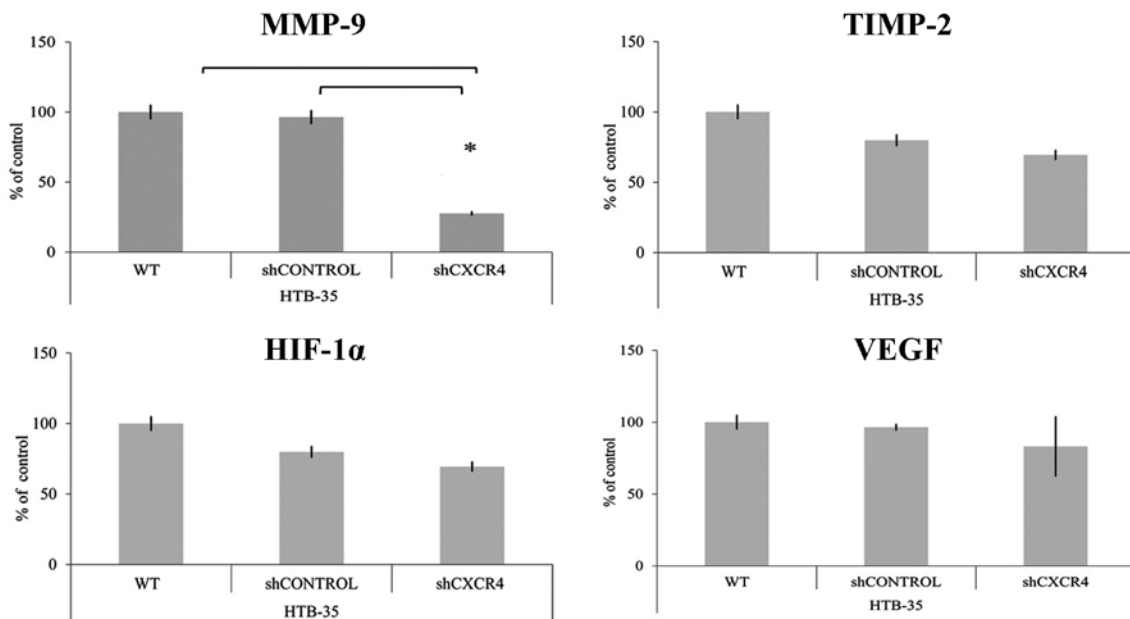 MMP-9
150
100
50
0
% of control
*
WT shCONTROL shCXCR4
HTB-35
TIMP-2
150
100
50
0
% of control
WT shCONTROL shCXCR4
HTB-35
HIF-1α
150
100
50
0
% of control
WT shCONTROL shCXCR4
HTB-35
VEGF
150
100
50
0
% of control
WT shCONTROL shCXCR4
HTB-35